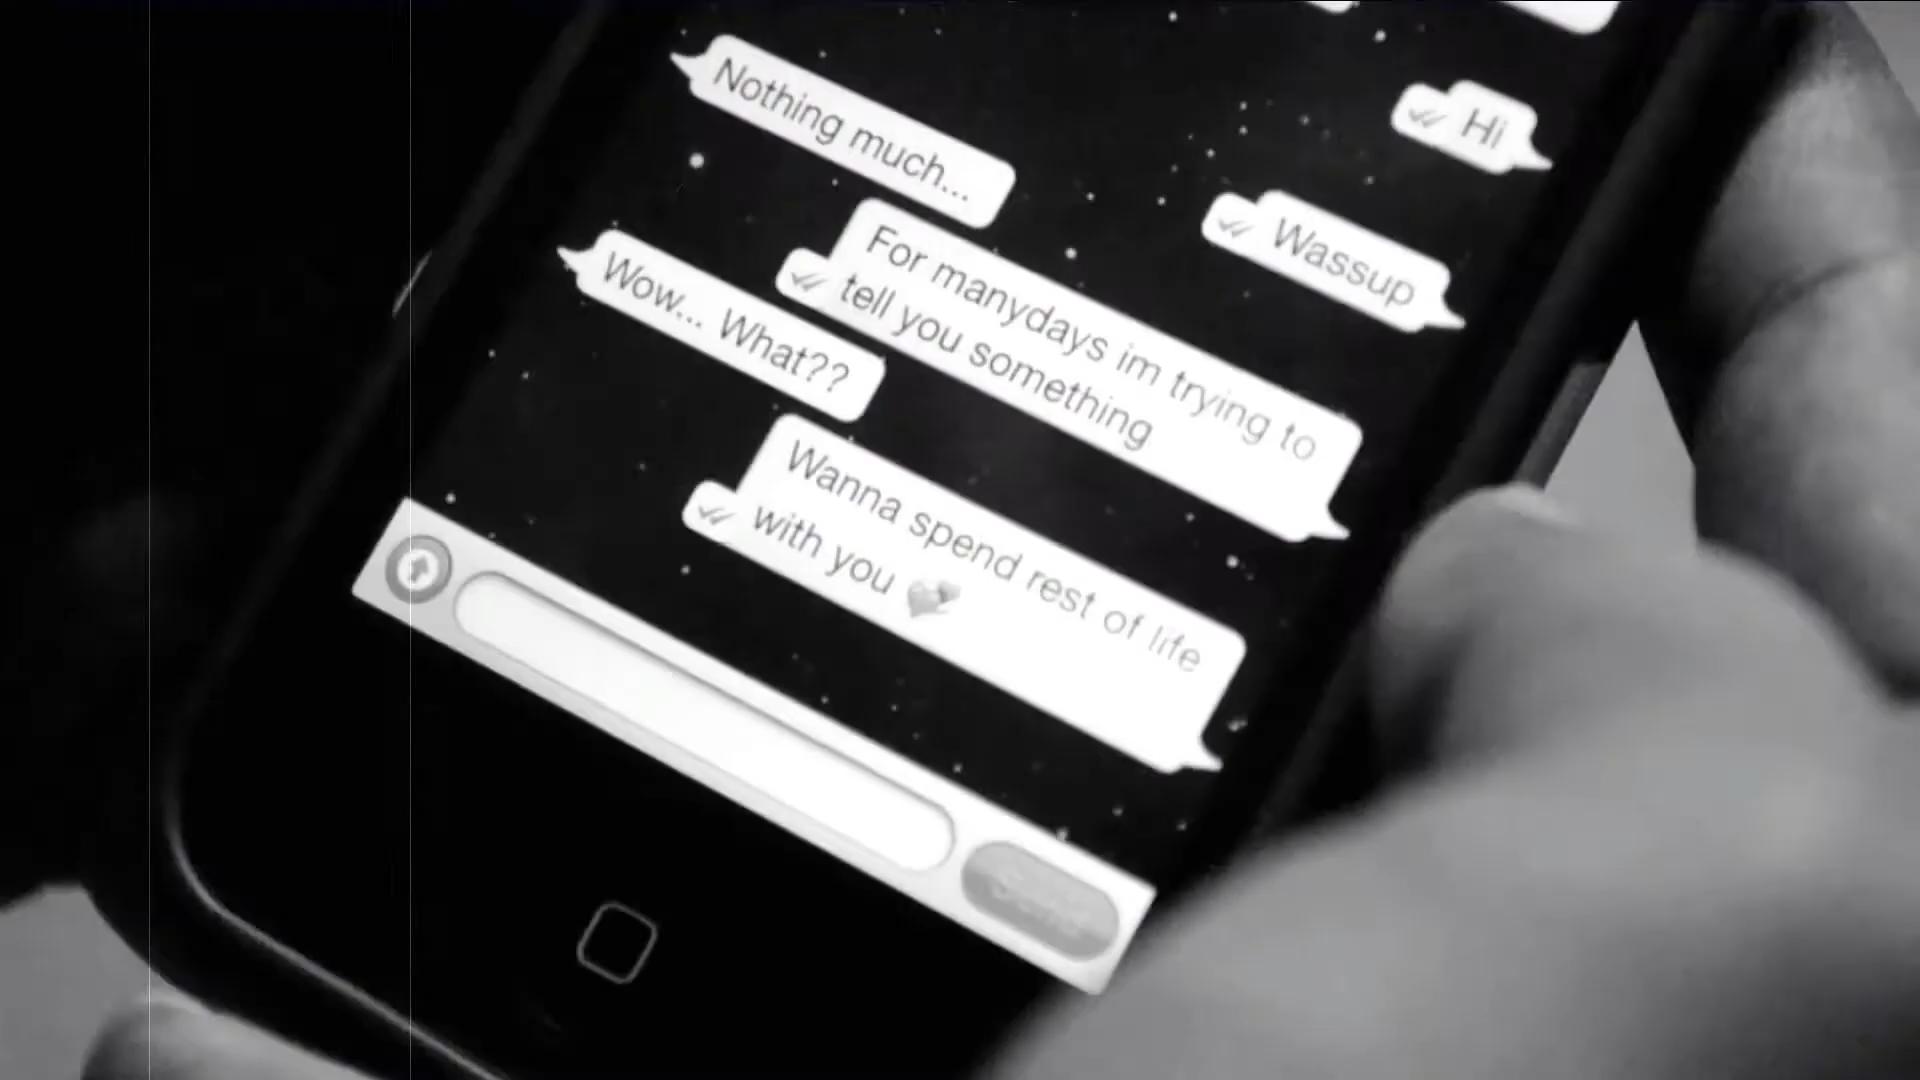 Hi
Wassup
Nothing much...
For manydays im trying to
tell you something
Wow... What??
Wanna spend rest of life
with you